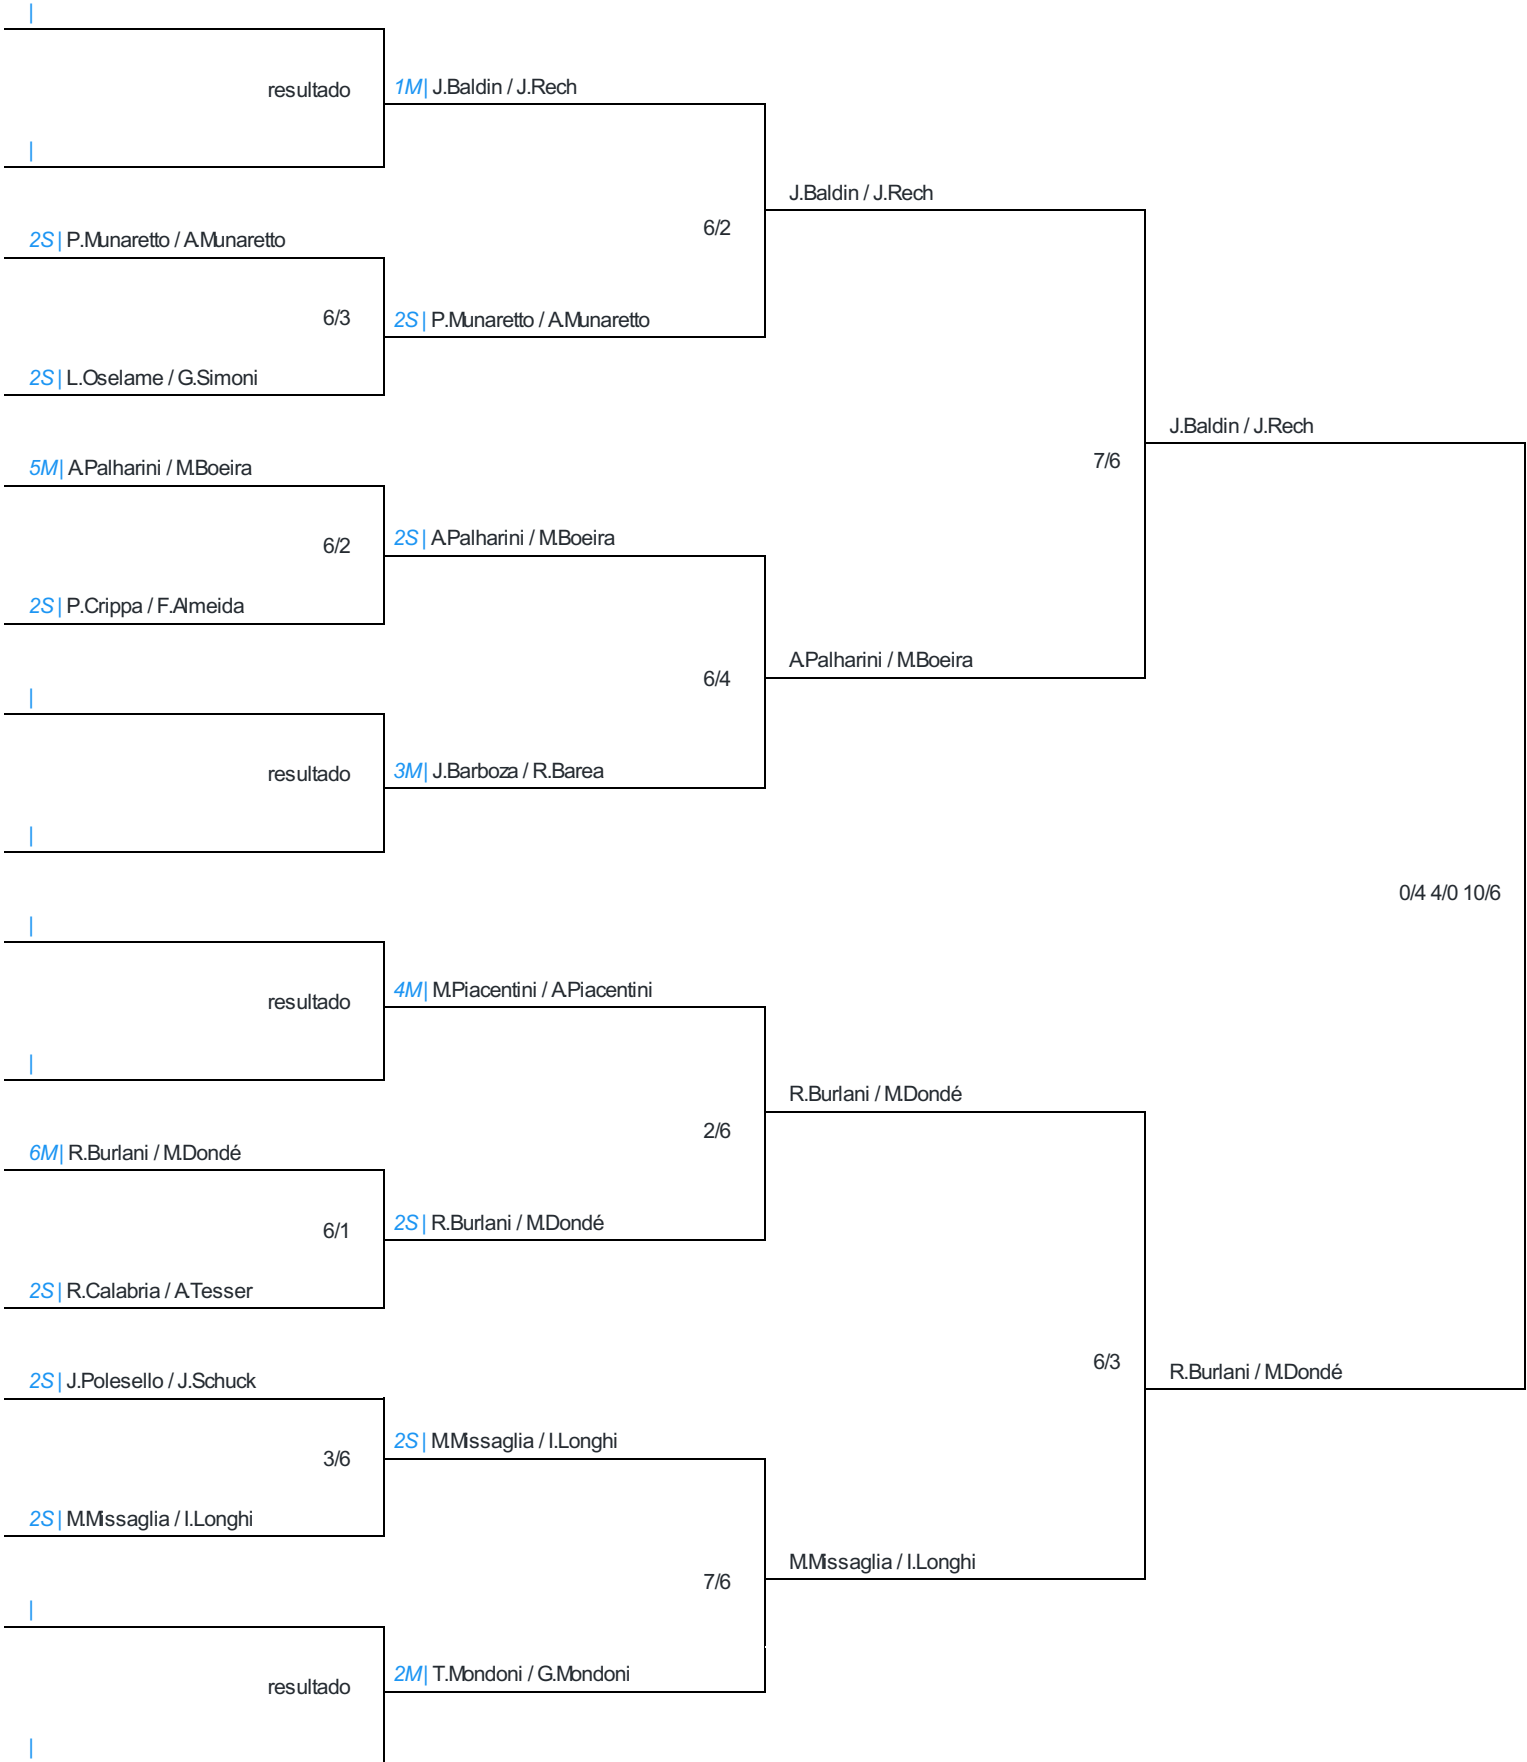 |
resultado
1M| J.Baldin / J.Rech
|
J.Baldin / J.Rech
6/2
2S| P.Munaretto / A.Munaretto
6/3
2S| P.Munaretto / A.Munaretto
2S| L.Oselame / G.Simoni
J.Baldin / J.Rech
7/6
5M| A.Palharini / M.Boeira
6/2
2S| A.Palharini / M.Boeira
2S| P.Crippa / F.Almeida
A.Palharini / M.Boeira
6/4
|
resultado
3M| J.Barboza / R.Barea
|
0/4 4/0 10/6
|
resultado
4M| M.Piacentini / A.Piacentini
|
R.Burlani / M.Dondé
2/6
6M| R.Burlani / M.Dondé
6/1
2S| R.Burlani / M.Dondé
2S| R.Calabria / A.Tesser
6/3
R.Burlani / M.Dondé
2S| J.Polesello / J.Schuck
3/6
2S| M.Missaglia / I.Longhi
2S| M.Missaglia / I.Longhi
M.Missaglia / I.Longhi
7/6
|
resultado
2M| T.Mondoni / G.Mondoni
|